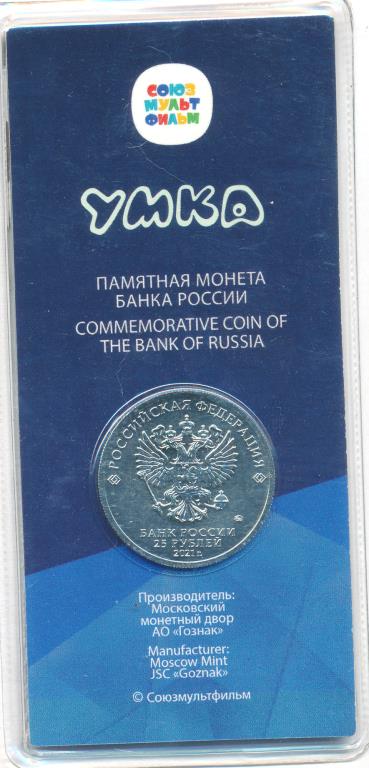 СОЮЗ
МУЛЬТ
ФИЛЬМ
УМКА
ПАМЯТНАЯ МОНЕТА
БАНКА РОССИИ
COMMEMORATIVE COIN OF
THE BANK OF RUSSIA
РОССИЙСКАЯ ФЕДЕРАЦИЯ
БАНК РОССИИ
25 РУБЛЕЙ
2021 г.
Производитель:
Московский
монетный двор
АО «Гознак»
Manufacturer:
Moscow Mint
JSC «Goznak»
© Союзмультфильм